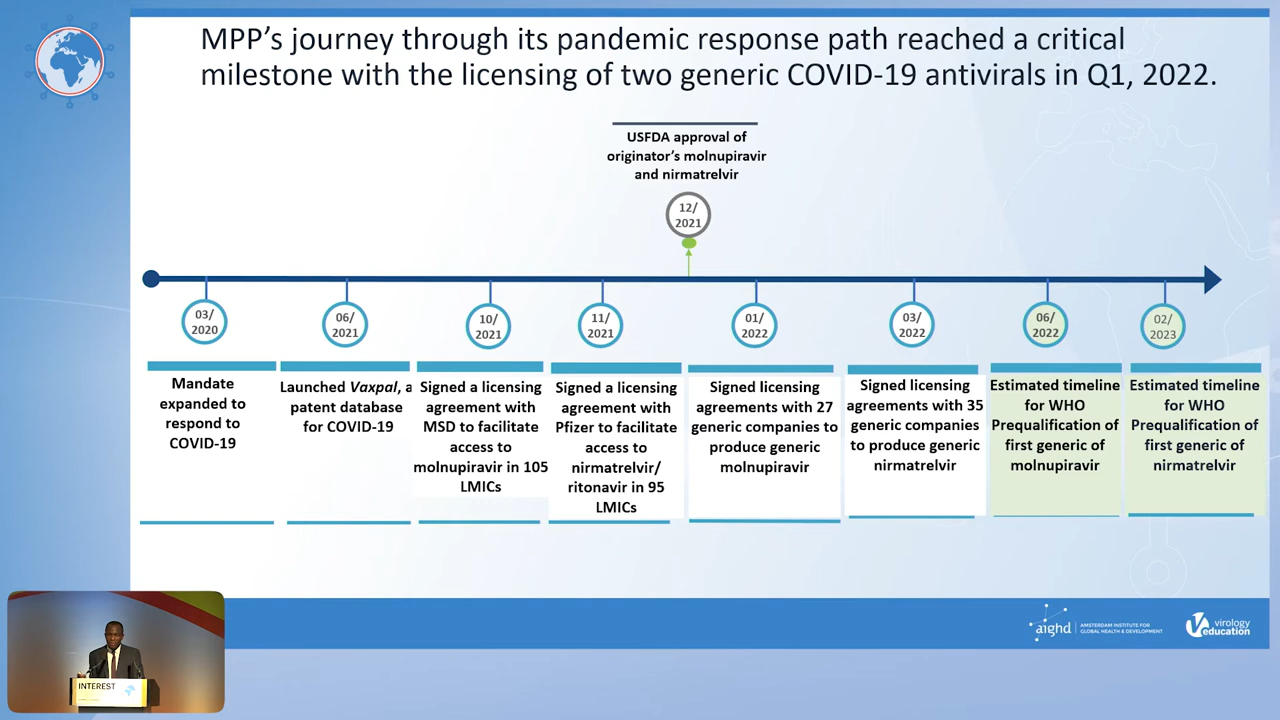 MPP's journey through its pandemic response path reached a critical
milestone with the licensing of two generic COVID-19 antivirals in Q1, 2022.
USFDA approval of
originator's molnupiravir
and nirmatrelvir
12/
2021
03/
2020
06/
2021
10/
2021
11/
2021
01/
2022
03/
2022
06/
2022
02/
2023
Mandate
expanded to
respond to
COVID-19
Launched Vaxpal, a
patent database
for COVID-19
Signed a licensing
agreement with
MSD to facilitate
access to
molnupiravir in 105
LMICs
Signed a licensing
agreement with
Pfizer to facilitate
access to
nirmatrelvir/
ritonavir in 95
LMICs
Signed licensing
agreements with 27
generic companies to
produce generic
molnupiravir
Signed licensing
agreements with 35
generic companies
to produce generic
nirmatrelvir
Estimated timeline
for WHO
Prequalification of
first generic of
molnupiravir
Estimated timeline
for WHO
Prequalification of
first generic of
nirmatrelvir
INTEREST
aighd
AMSTERDAM INSTITUTE FOR
GLOBAL HEALTH & DEVELOPMENT
virology
education